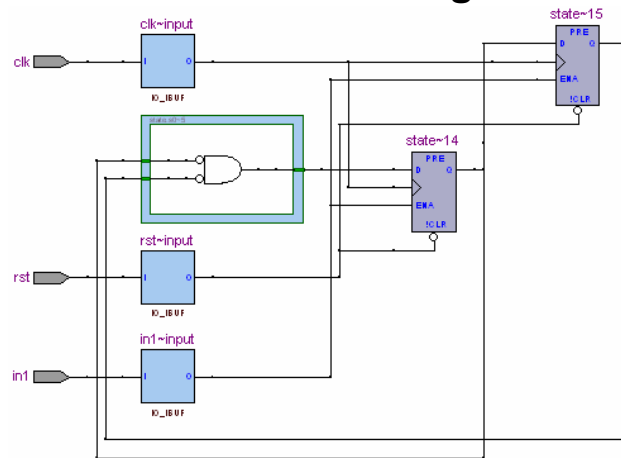 state~15
clk~input
PRE
D Q
clk
I O
ENA
IO_IBUF
!CLR
state~14
PRE
D Q
ENA
rst~input
!CLR
rst
I O
IO_IBUF
in1~input
in1
I O
IO_IBUF